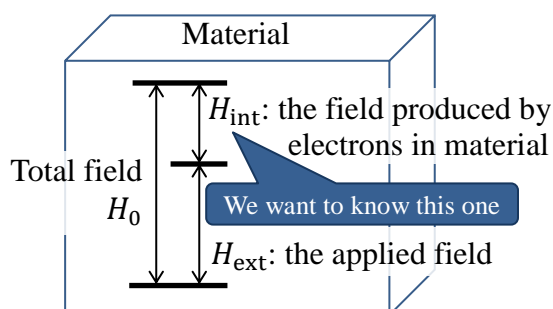 Material
H_int: the field produced by
electrons in material
Total field
H_0
We want to know this one
H_ext: the applied field